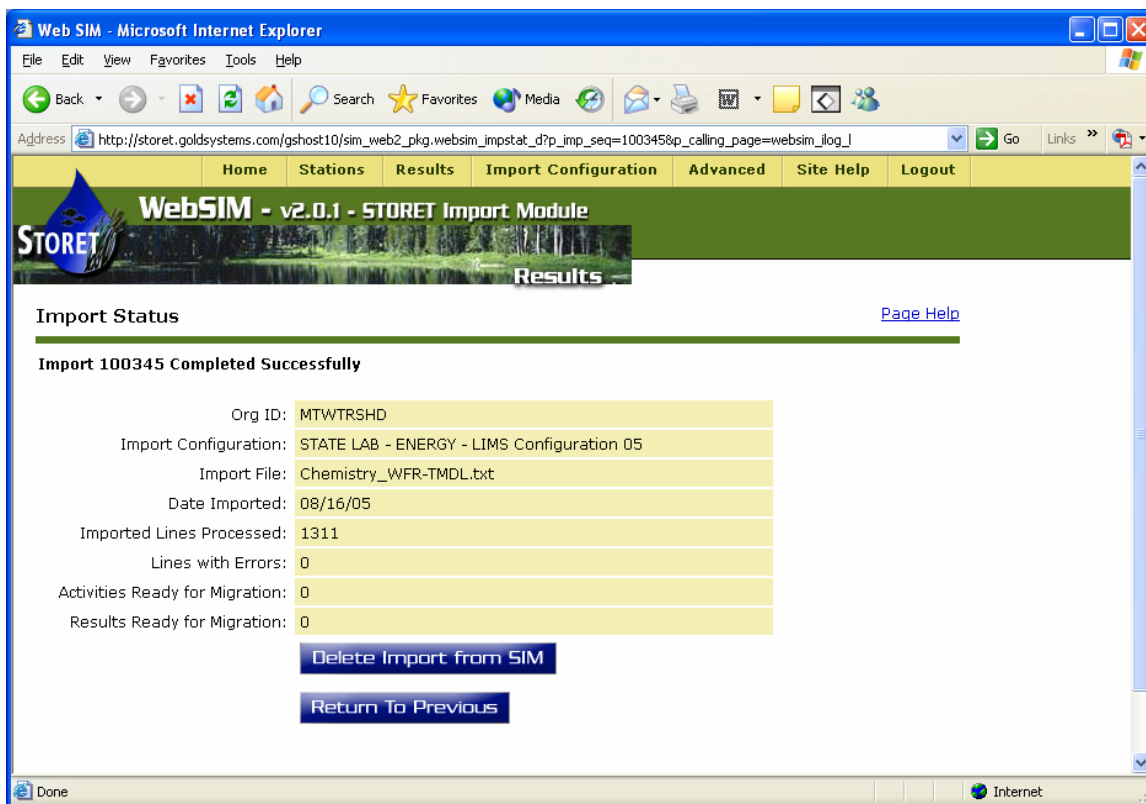 Web SIM - Microsoft Internet Explorer
File Edit View Favorites Tools Help
Back Search Favorites Media
Address http://storet.goldsystems.com/gshost10/sim_web2_pkg.websim_impstat_d?p_imp_seq=100345&p_calling_page=websim_ilog_l Go Links »
Home Stations Results Import Configuration Advanced Site Help Logout
WebSIM - v2.0.1 - STORET Import Module
STORET
Results
Import Status Page Help
Import 100345 Completed Successfully
Org ID: MTWTRSHD
Import Configuration: STATE LAB - ENERGY - LIMS Configuration 05
Import File: Chemistry_WFR-TMDL.txt
Date Imported: 08/16/05
Imported Lines Processed: 1311
Lines with Errors: 0
Activities Ready for Migration: 0
Results Ready for Migration: 0
Delete Import from SIM
Return To Previous
Done Internet